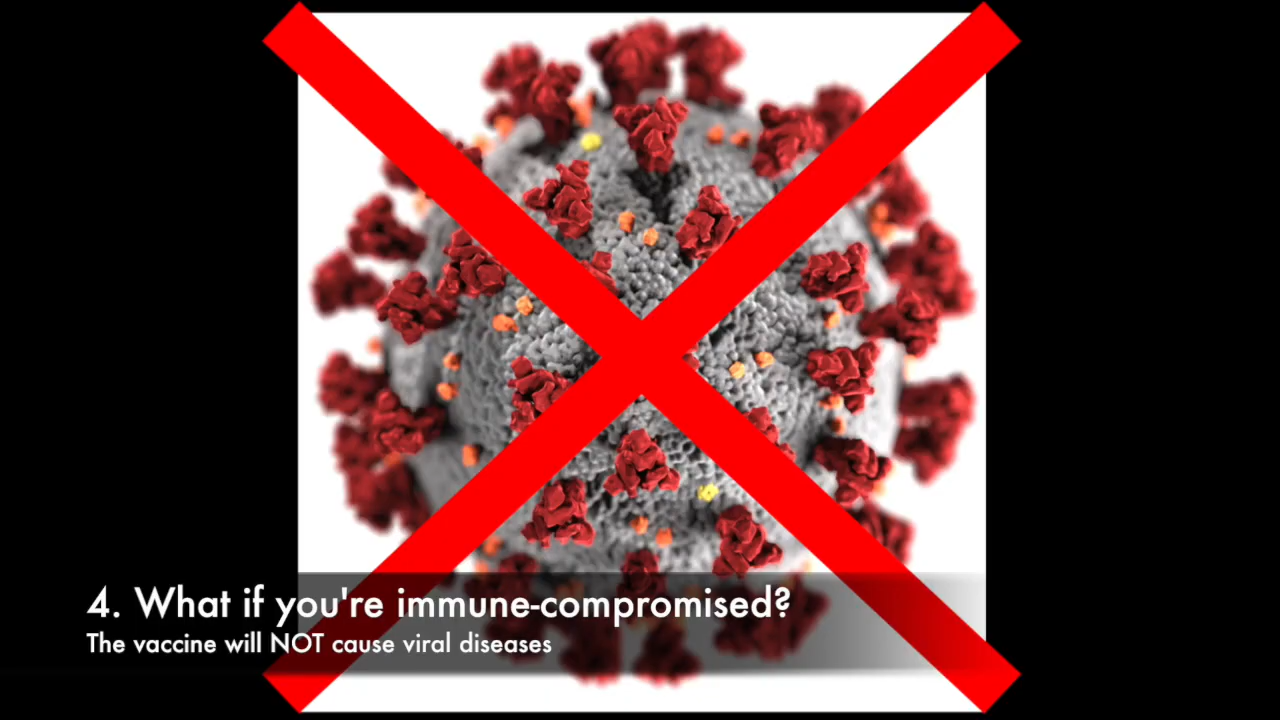 4. What if you're immune-compromised?
The vaccine will NOT cause viral diseases